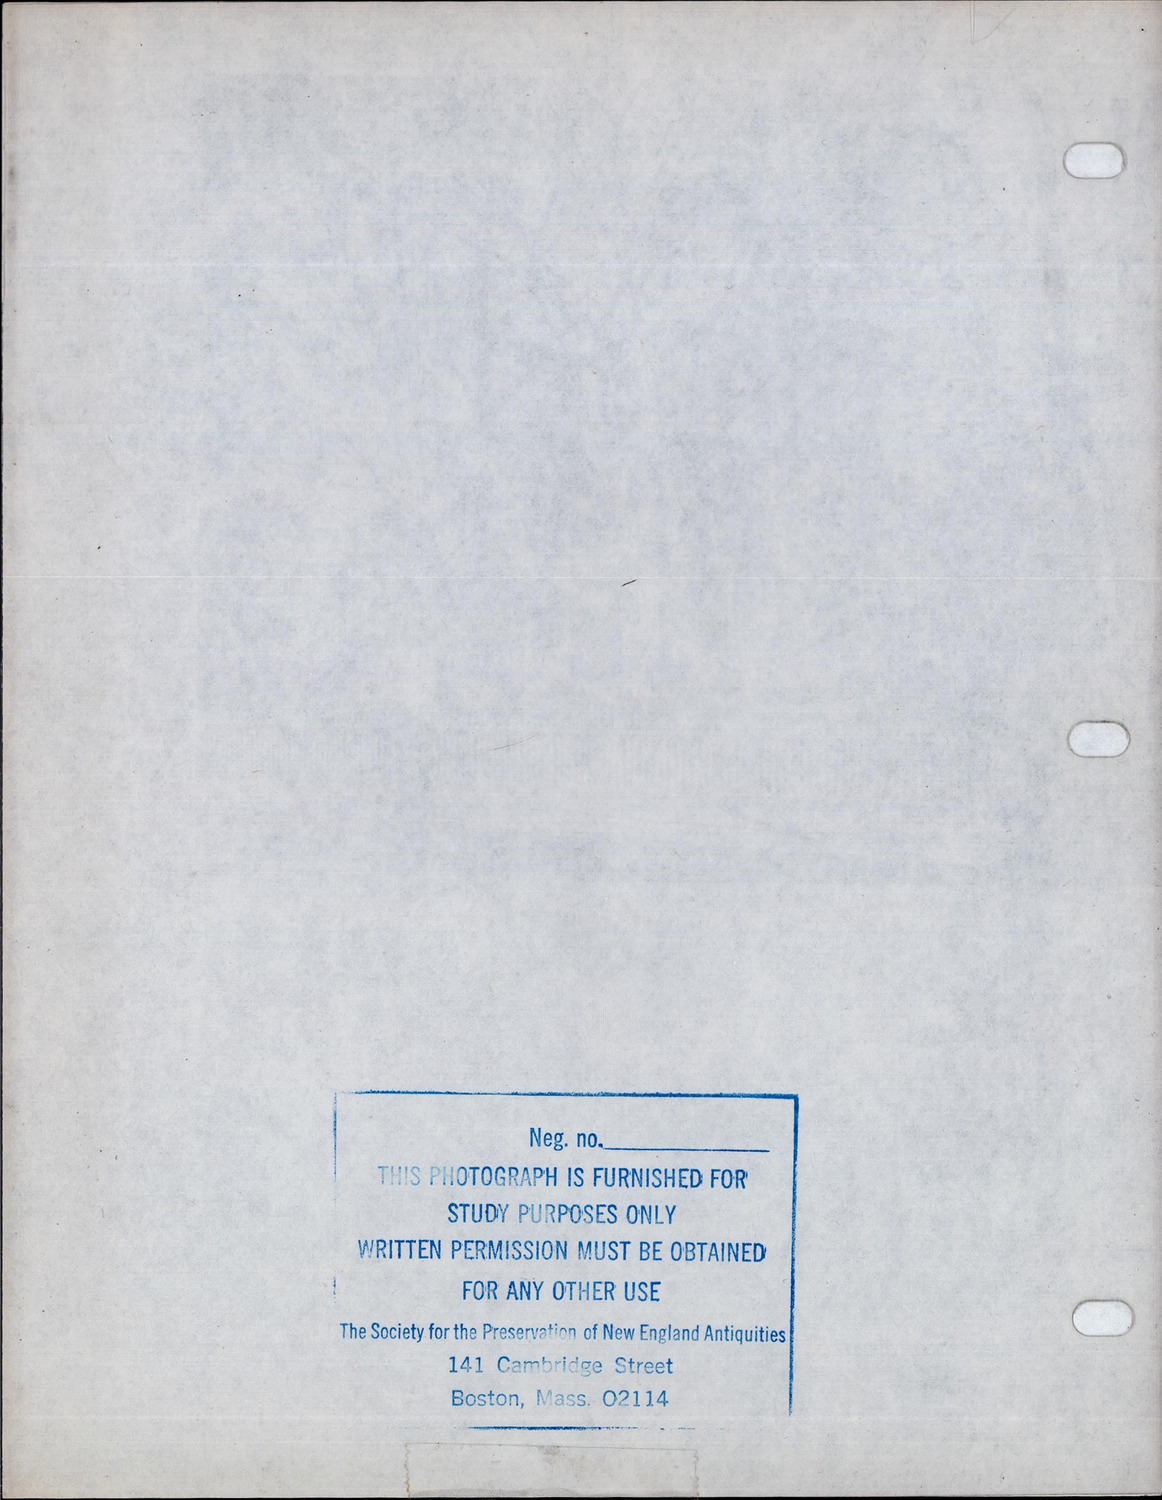 Neg. no.
THIS PHOTOGRAPH IS FURNISHED FOR
STUDY PURPOSES ONLY
WRITTEN PERMISSION MUST BE OBTAINED
FOR ANY OTHER USE
The Society for the Preservation of New England Antiquities
141 Cambridge Street
Boston, Mass. 02114